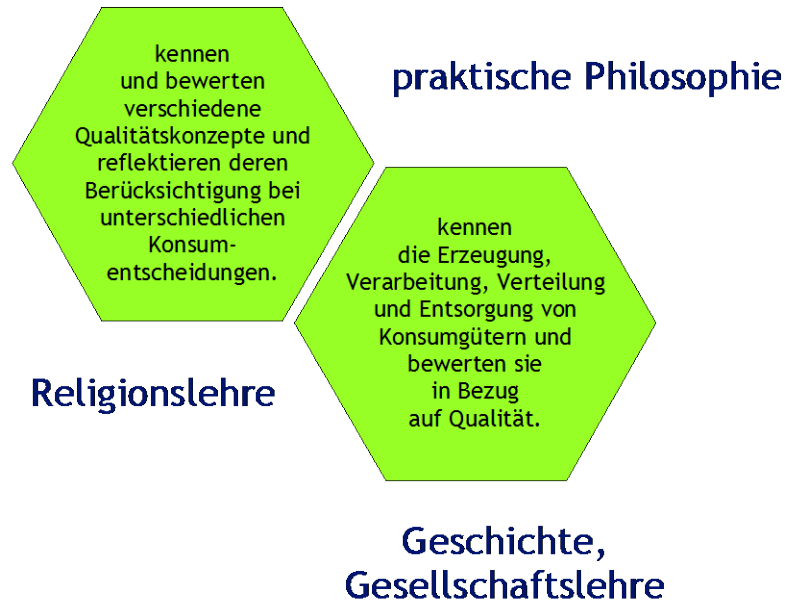 kennen
und bewerten
verschiedene
Qualitätskonzepte und
reflektieren deren
Berücksichtigung bei
unterschiedlichen
Konsum-
entscheidungen.
praktische Philosophie
kennen
die Erzeugung,
Verarbeitung, Verteilung
und Entsorgung von
Konsumgütern und
bewerten sie
in Bezug
auf Qualität.
Religionslehre
Geschichte,
Gesellschaftslehre